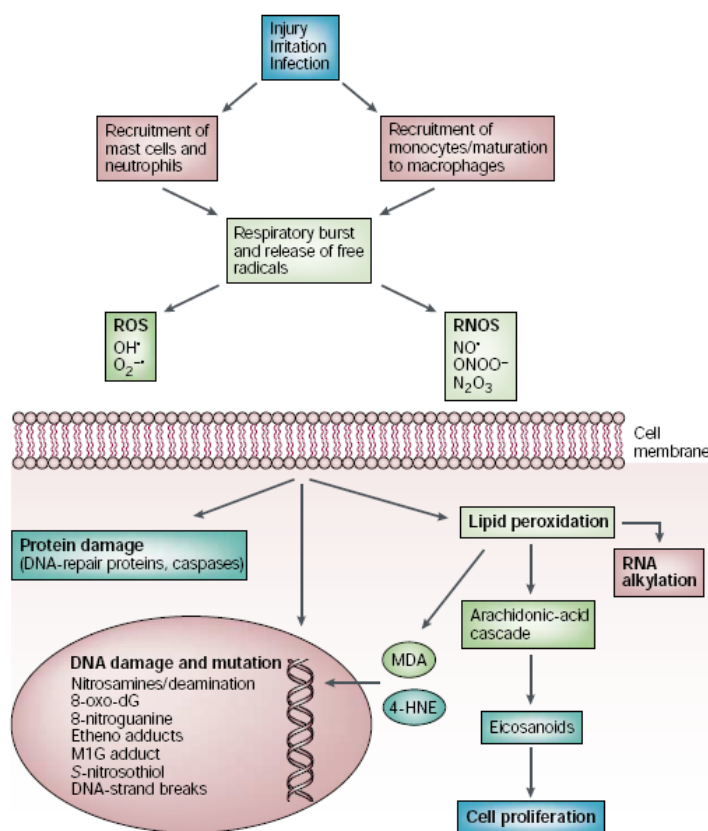 Injury
Irritation
Infection
Recruitment of
mast cells and
neutrophils
Recruitment of
monocytes/maturation
to macrophages
Respiratory burst
and release of free
radicals
ROS
OH•
O₂⁻•
RNOS
NO•
ONOO⁻
N₂O₃
Cell
membrane
Protein damage
(DNA-repair proteins, caspases)
Lipid peroxidation
RNA
alkylation
Arachidonic-acid
cascade
MDA
4-HNE
DNA damage and mutation
Nitrosamines/deamination
8-oxo-dG
8-nitroguanine
Etheno adducts
M1G adduct
S-nitrosothiol
DNA-strand breaks
Eicosanoids
Cell proliferation